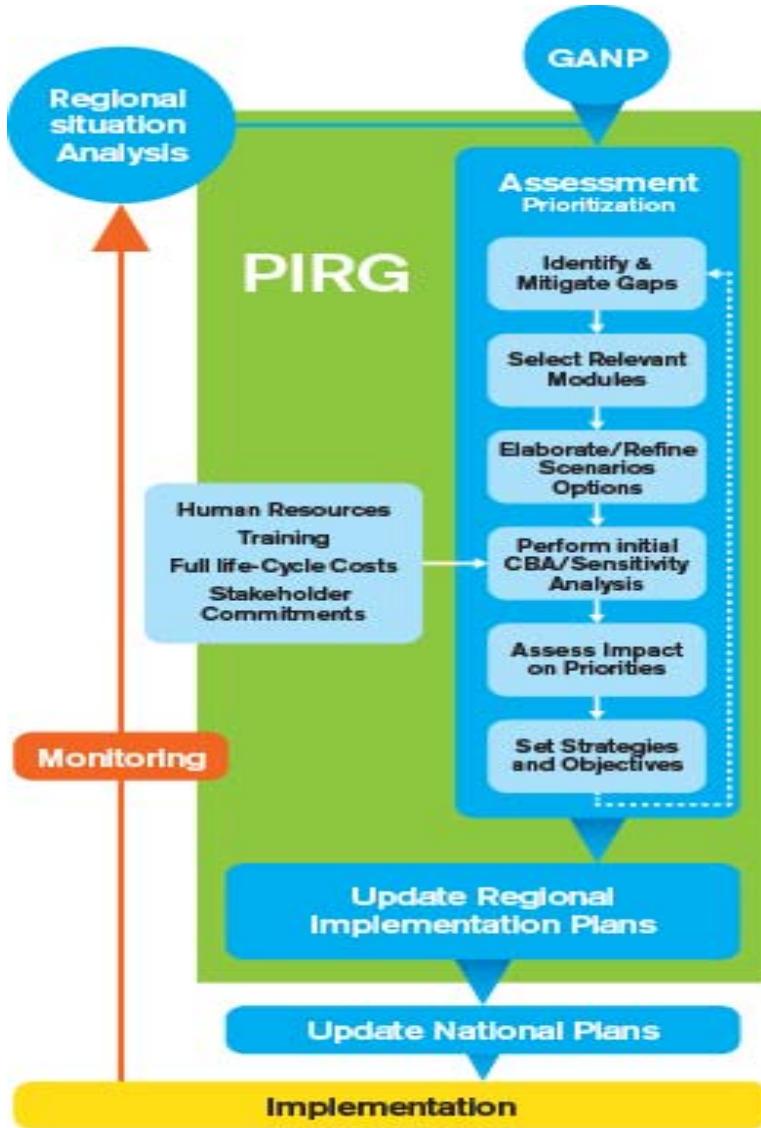 GANP
Regional
situation
Analysis
Assessment
Prioritization
PIRG
Identify &
Mitigate Gaps
Select Relevant
Modules
Elaborate/Refine
Scenarios
Options
Human Resources
Training
Full life-Cycle Costs
Stakeholder
Commitments
Perform initial
CBA/Sensitivity
Analysis
Assess Impact
on Priorities
Set Strategies
and Objectives
Monitoring
Update Regional
Implementation Plans
Update National Plans
Implementation